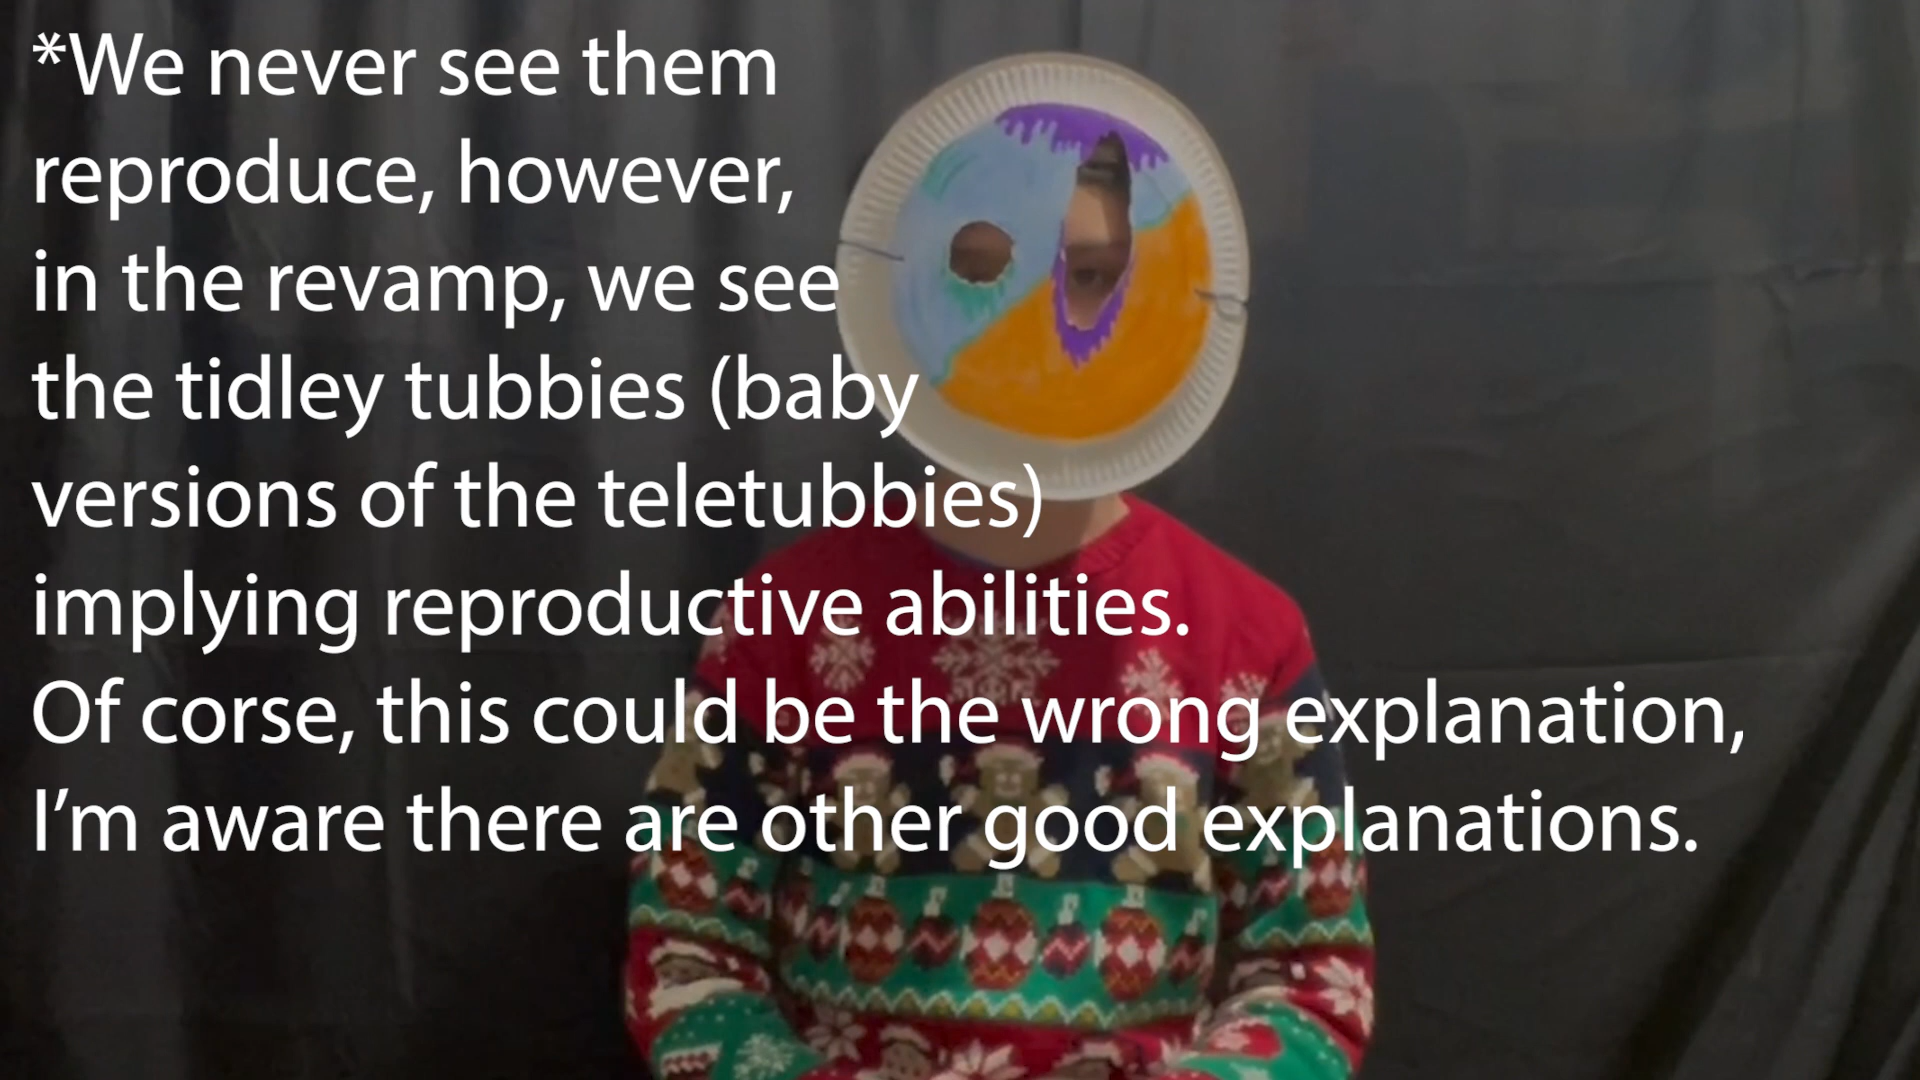 *We never see them
reproduce, however,
in the revamp, we see
the tidley tubbies (baby
versions of the teletubbies)
implying reproductive abilities.
Of corse, this could be the wrong explanation,
I’m aware there are other good explanations.